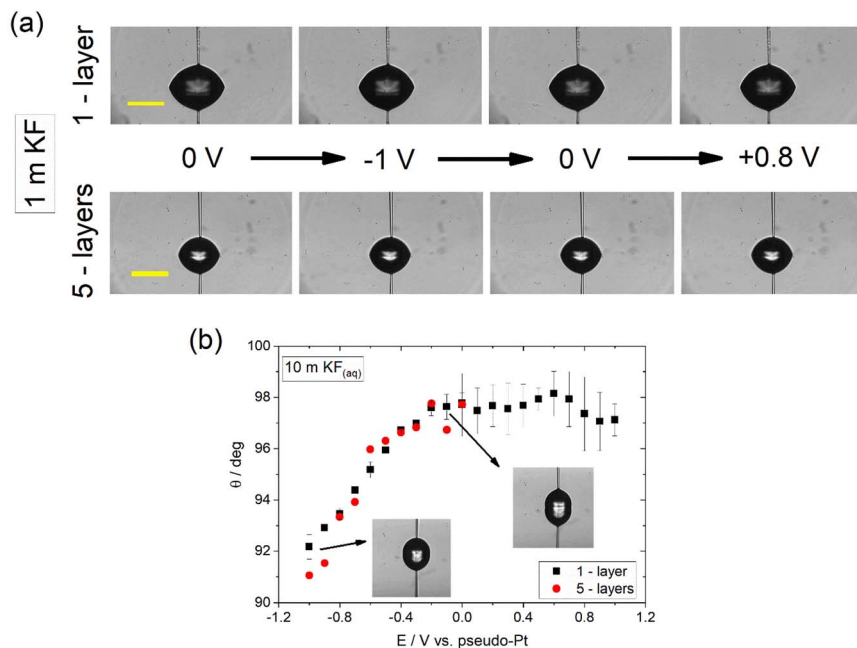 (a)
1 m KF
1 - layer
0 V
-1 V
0 V
+0.8 V
5 - layers
(b)
10 m KF(aq)
θ / deg
100
98
96
94
92
90
1 - layer
5 - layers
-1.2
-0.8
-0.4
0.0
0.4
0.8
1.2
E / V vs. pseudo-Pt